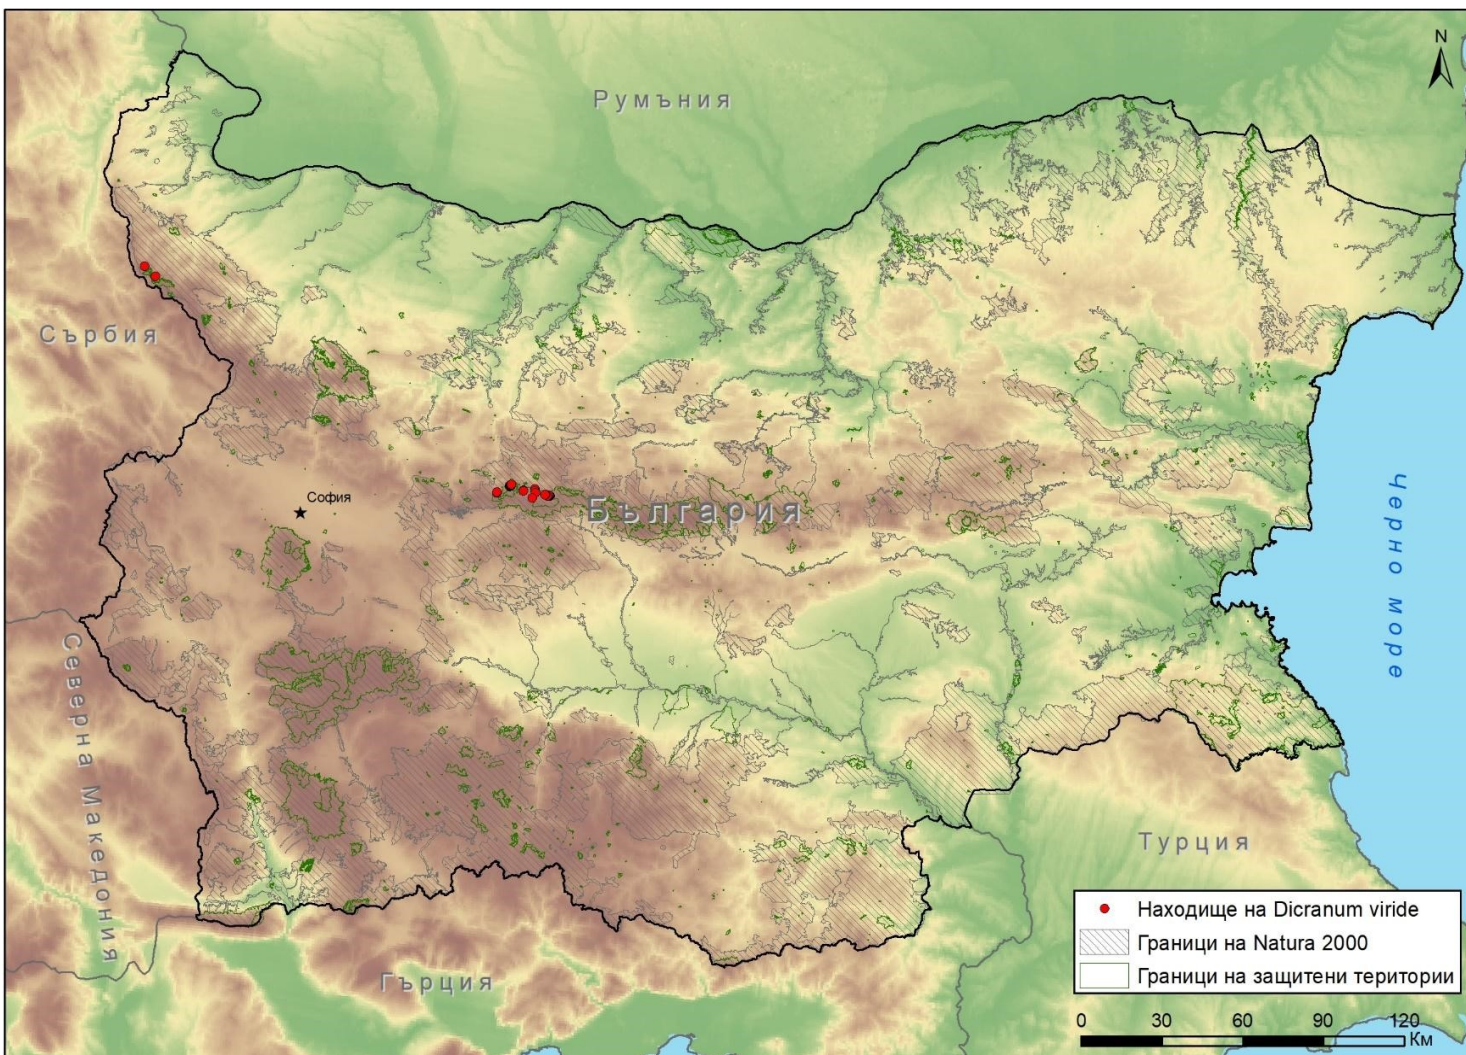 N
Румъния
Сърбия
София
България
Черно море
Северна Македония
Турция
Гърция
Находище на Dicranum viride
Граници на Natura 2000
Граници на защитени територии
0 30 60 90 120
Км